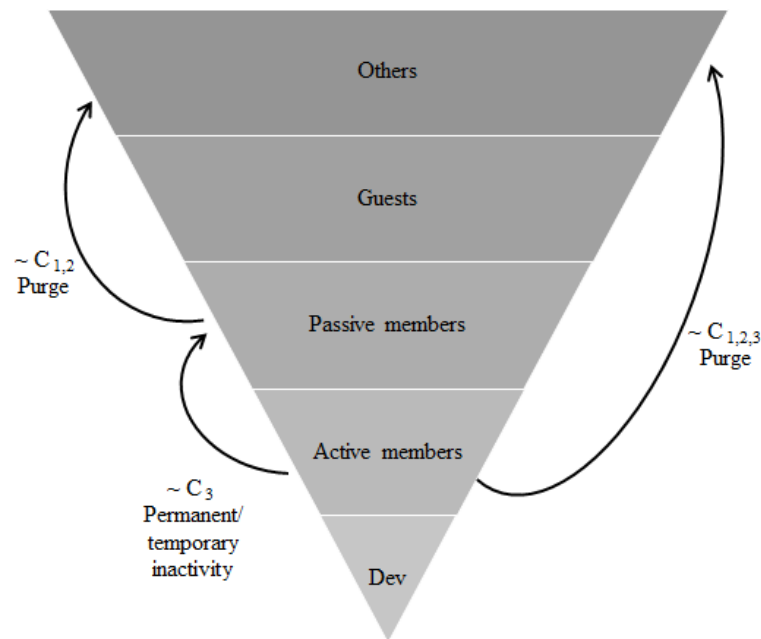 Others
Guests
~ C 1,2
Purge
Passive members
~ C 1,2,3
Purge
Active members
~ C 3
Permanent/
temporary
inactivity
Dev